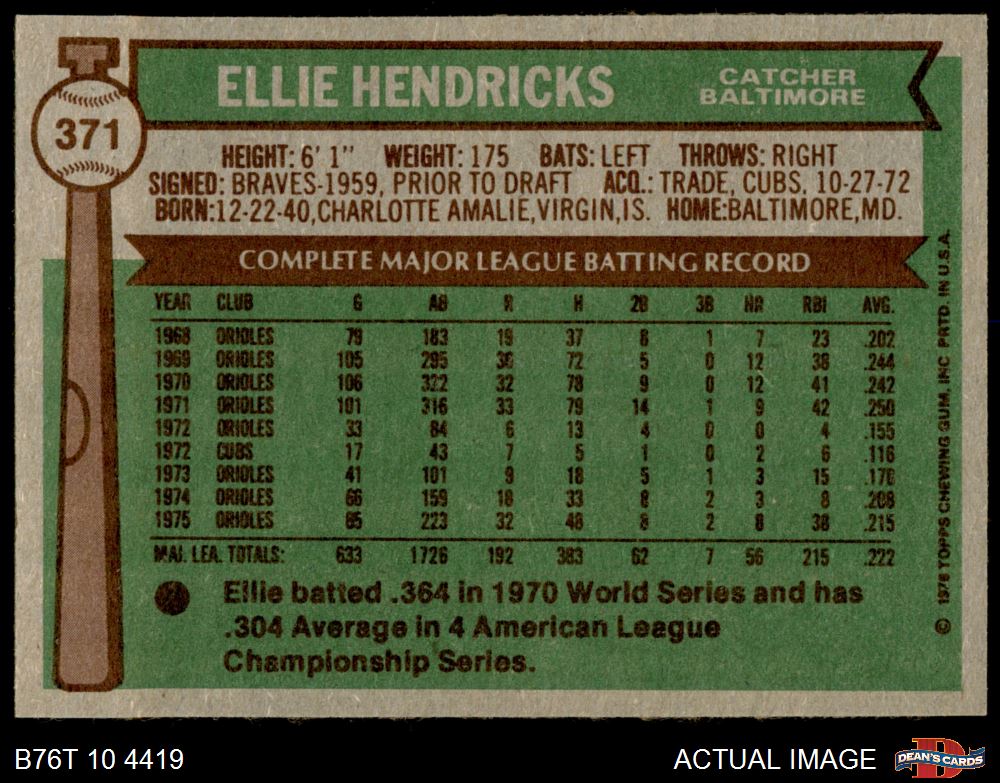 371
ELLIE HENDRICKS
CATCHER
BALTIMORE
HEIGHT: 6' 1" WEIGHT: 175 BATS: LEFT THROWS: RIGHT
SIGNED: BRAVES-1959, PRIOR TO DRAFT ACQ.: TRADE, CUBS, 10-27-72
BORN:12-22-40,CHARLOTTE AMALIE,VIRGIN,IS. HOME:BALTIMORE,MD.
COMPLETE MAJOR LEAGUE BATTING RECORD
YEAR CLUB G AB R H 2B 3B HR RBI AVG.
1968 ORIOLES 79 183 19 37 8 1 7 23 .202
1969 ORIOLES 105 295 36 72 5 0 12 38 .244
1970 ORIOLES 106 322 32 78 9 0 12 41 .242
1971 ORIOLES 101 316 33 79 14 1 9 42 .250
1972 ORIOLES 33 84 6 13 4 0 0 4 .155
1972 CUBS 17 43 7 5 1 0 2 6 .116
1973 ORIOLES 41 101 9 18 5 1 3 15 .178
1974 ORIOLES 66 159 18 33 8 2 3 8 .208
1975 ORIOLES 85 223 32 48 8 2 8 38 .215
MAJ. LEA. TOTALS: 633 1726 192 383 62 7 56 215 .222
Ellie batted .364 in 1970 World Series and has
.304 Average in 4 American League
Championship Series.
© 1976 TOPPS CHEWING GUM, INC PRTD. IN U.S.A.
B76T 10 4419
ACTUAL IMAGE
D
DEAN'S CARDS